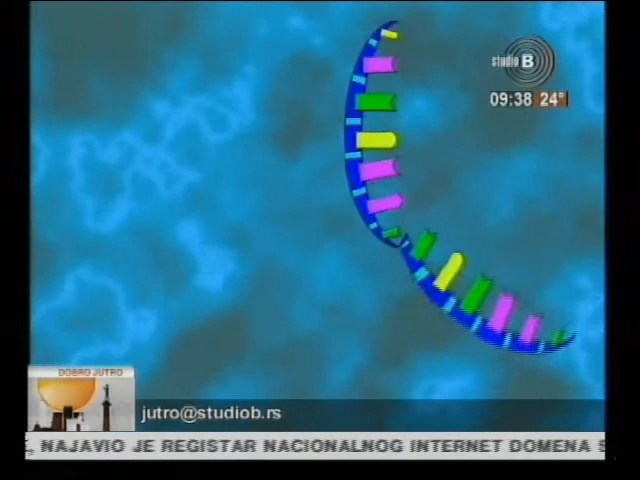 studio B
09:38 24°
DOBRO JUTRO
jutro@studiob.rs
, NAJAVIO JE REGISTAR NACIONALNOG INTERNET DOMENA S